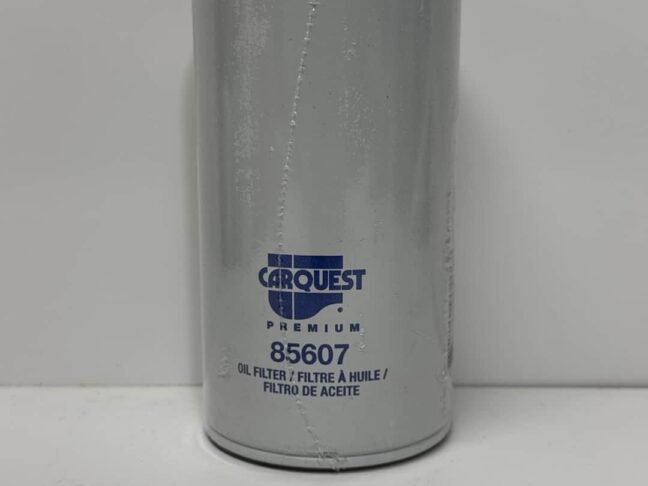 CARQUEST
PREMIUM
85607
OIL FILTER / FILTRE À HUILE /
FILTRO DE ACEITE